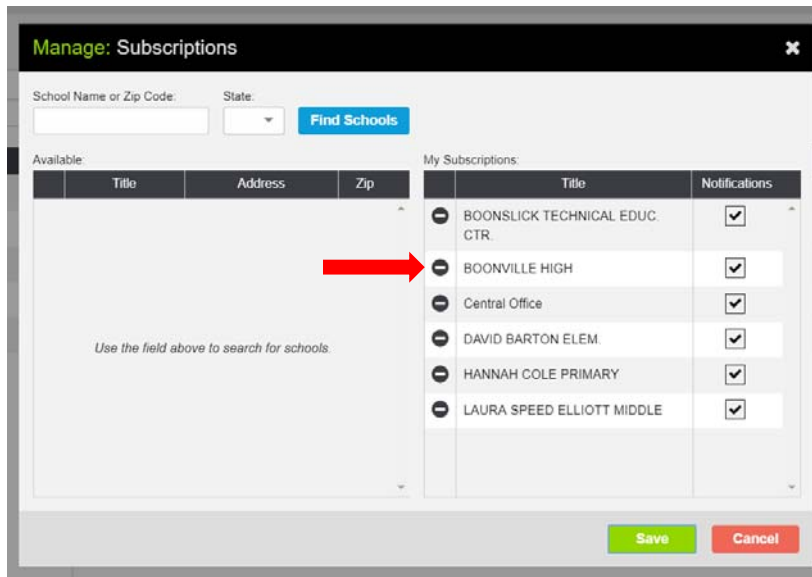 Manage: Subscriptions
School Name or Zip Code:
State:
Find Schools
Available:
My Subscriptions:
Title Address Zip
Title Notifications
BOONSLICK TECHNICAL EDUC.
CTR.
BOONVILLE HIGH
Central Office
DAVID BARTON ELEM.
HANNAH COLE PRIMARY
LAURA SPEED ELLIOTT MIDDLE
Use the field above to search for schools.
Save Cancel